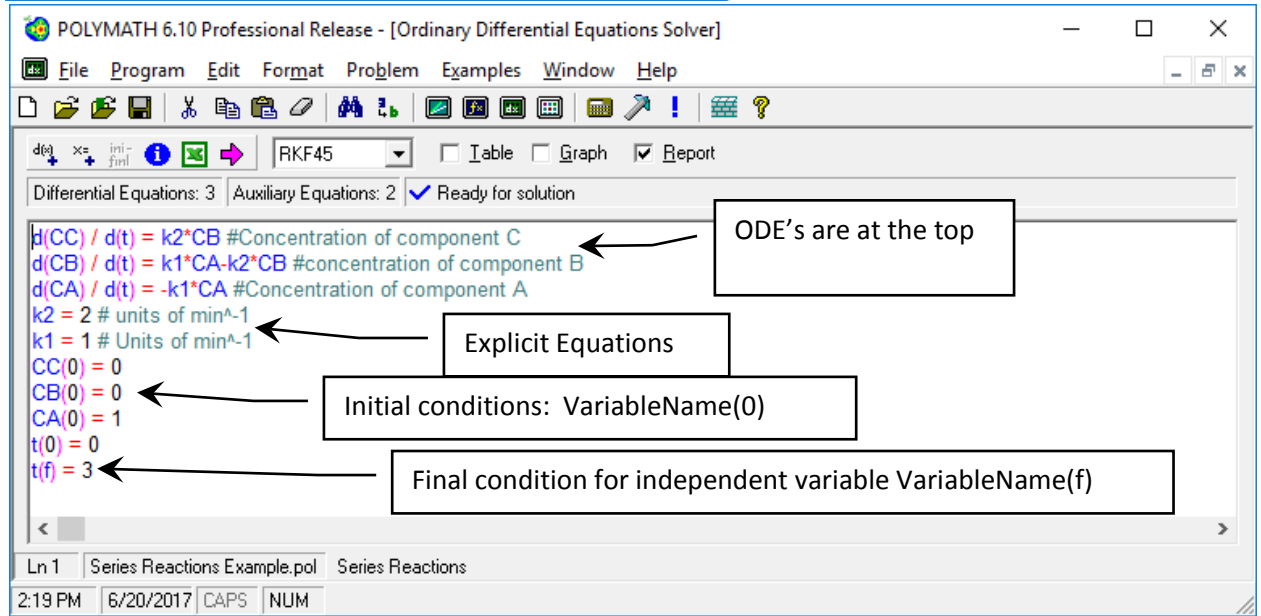 POLYMATH 6.10 Professional Release - [Ordinary Differential Equations Solver]
File Program Edit Format Problem Examples Window Help
d(x) x= ini- finl RKF45 Table Graph Report
Differential Equations: 3 Auxiliary Equations: 2 Ready for solution
d(CC) / d(t) = k2*CB #Concentration of component C
d(CB) / d(t) = k1*CA-k2*CB #concentration of component B
d(CA) / d(t) = -k1*CA #Concentration of component A
k2 = 2 # units of min^-1
k1 = 1 # Units of min^-1
CC(0) = 0
CB(0) = 0
CA(0) = 1
t(0) = 0
t(f) = 3
ODE’s are at the top
Explicit Equations
Initial conditions: VariableName(0)
Final condition for independent variable VariableName(f)
Ln 1 Series Reactions Example.pol Series Reactions
2:19 PM 6/20/2017 CAPS NUM